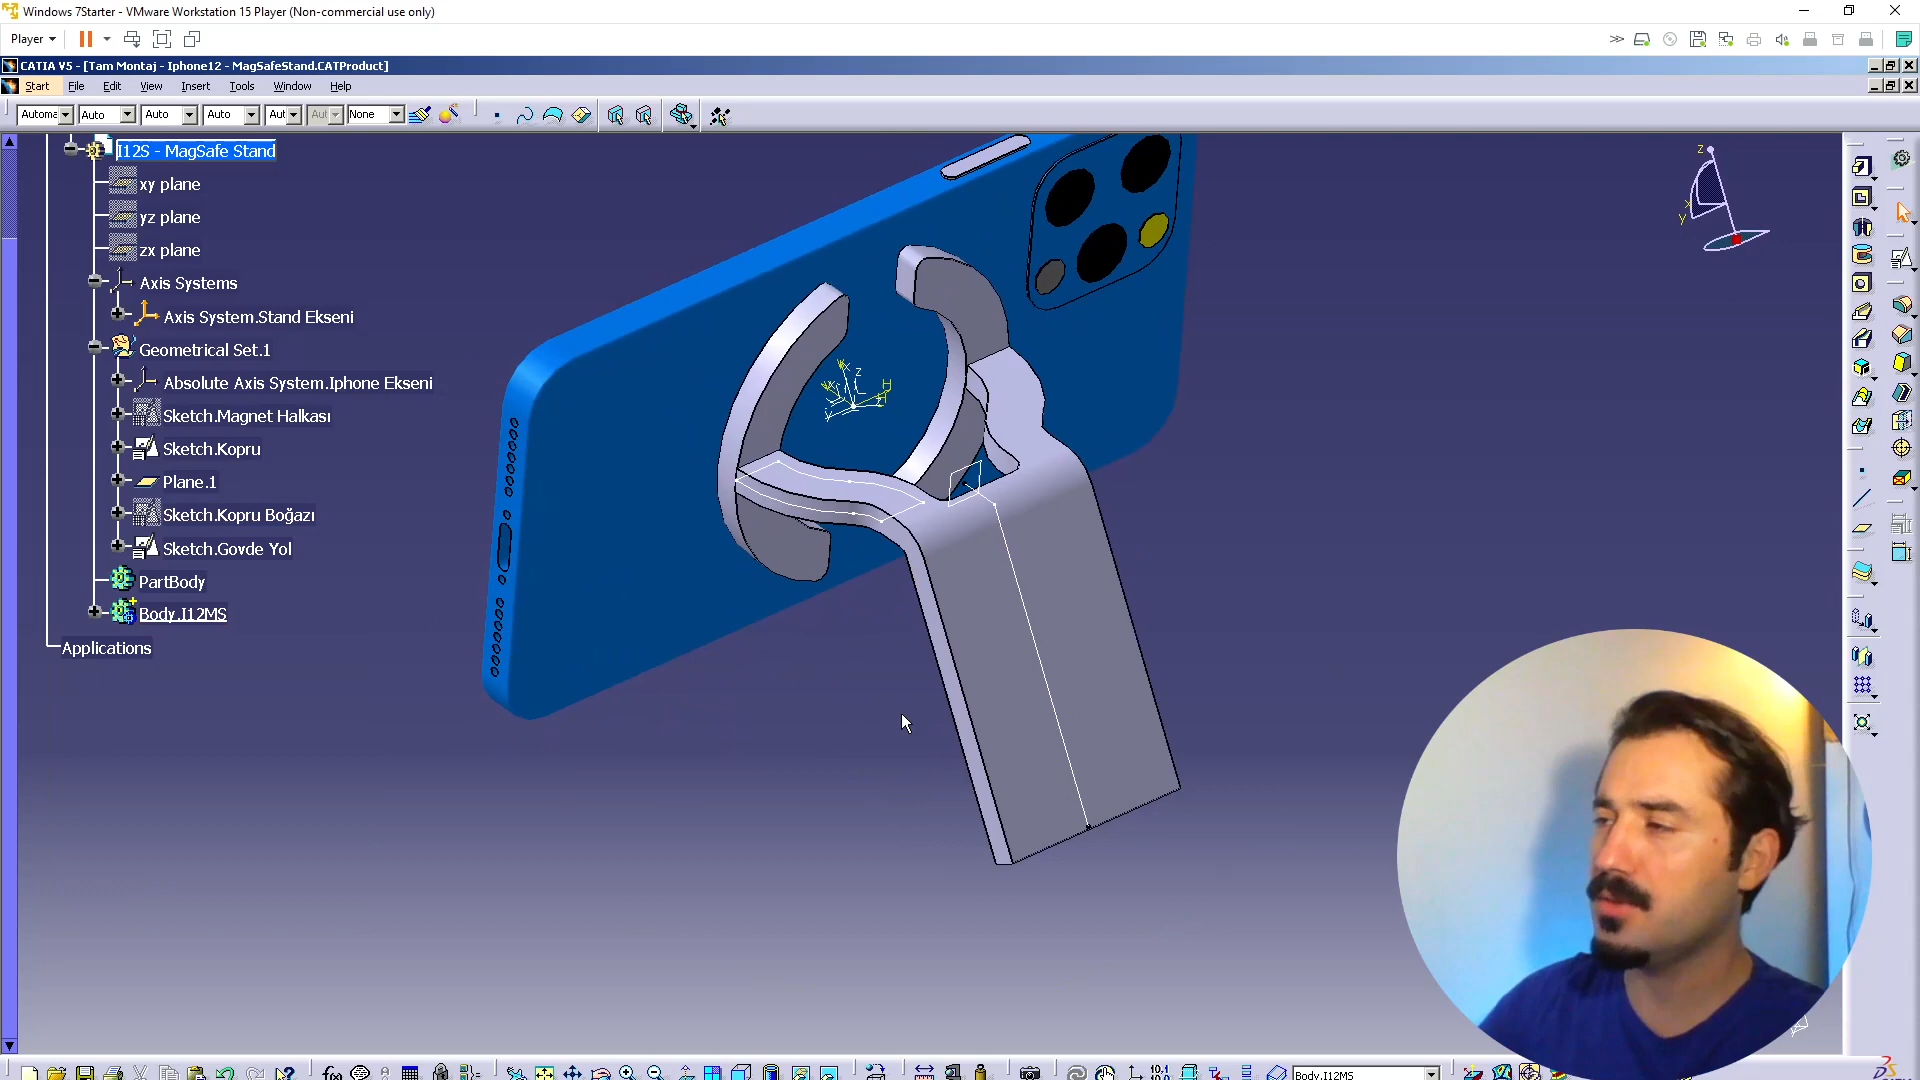 Windows 7Starter - VMware Workstation 15 Player (Non-commercial use only)
Player
CATIA V5 - [Tam Montaj - Iphone12 - MagSafeStand.CATProduct]
Start File Edit View Insert Tools Window Help
Automa Auto Auto Auto Aut Aut None
I12S - MagSafe Stand
xy plane
yz plane
zx plane
Axis Systems
Axis System.Stand Ekseni
Geometrical Set.1
Absolute Axis System.Iphone Ekseni
Sketch.Magnet Halkası
Sketch.Kopru
Plane.1
Sketch.Kopru Boğazı
Sketch.Govde Yol
PartBody
Body.I12MS
Applications
z
x
y
z
H
Body.I12MS